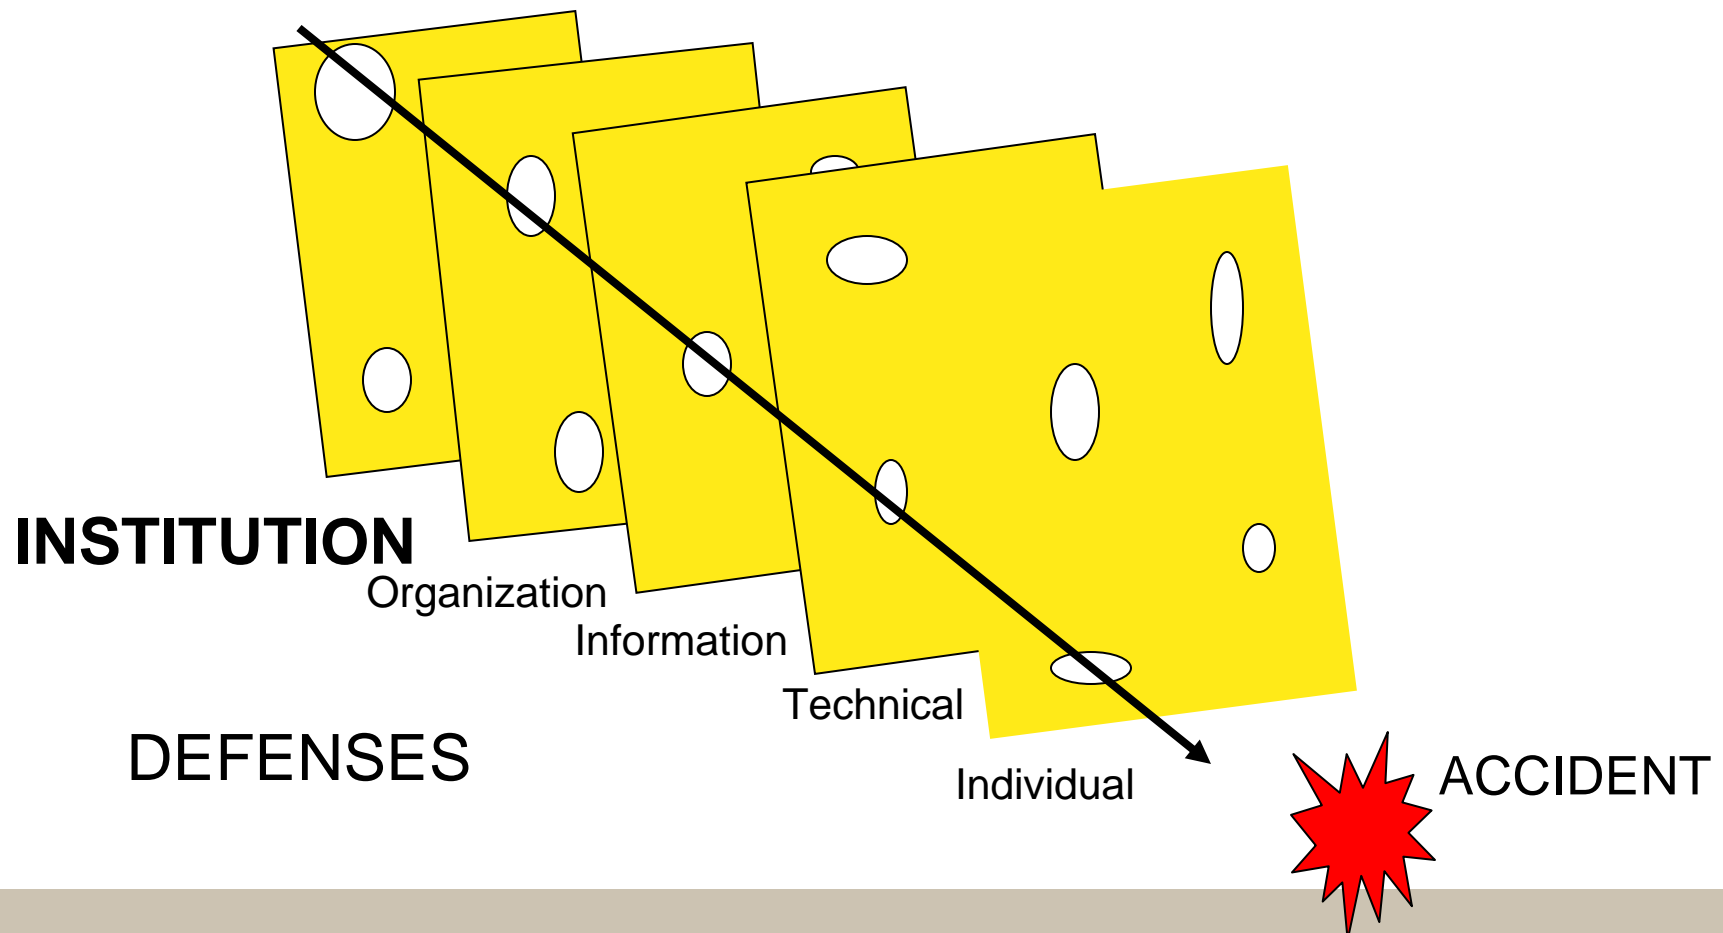 INSTITUTION
Organization
Information
Technical
DEFENSES
Individual
ACCIDENT